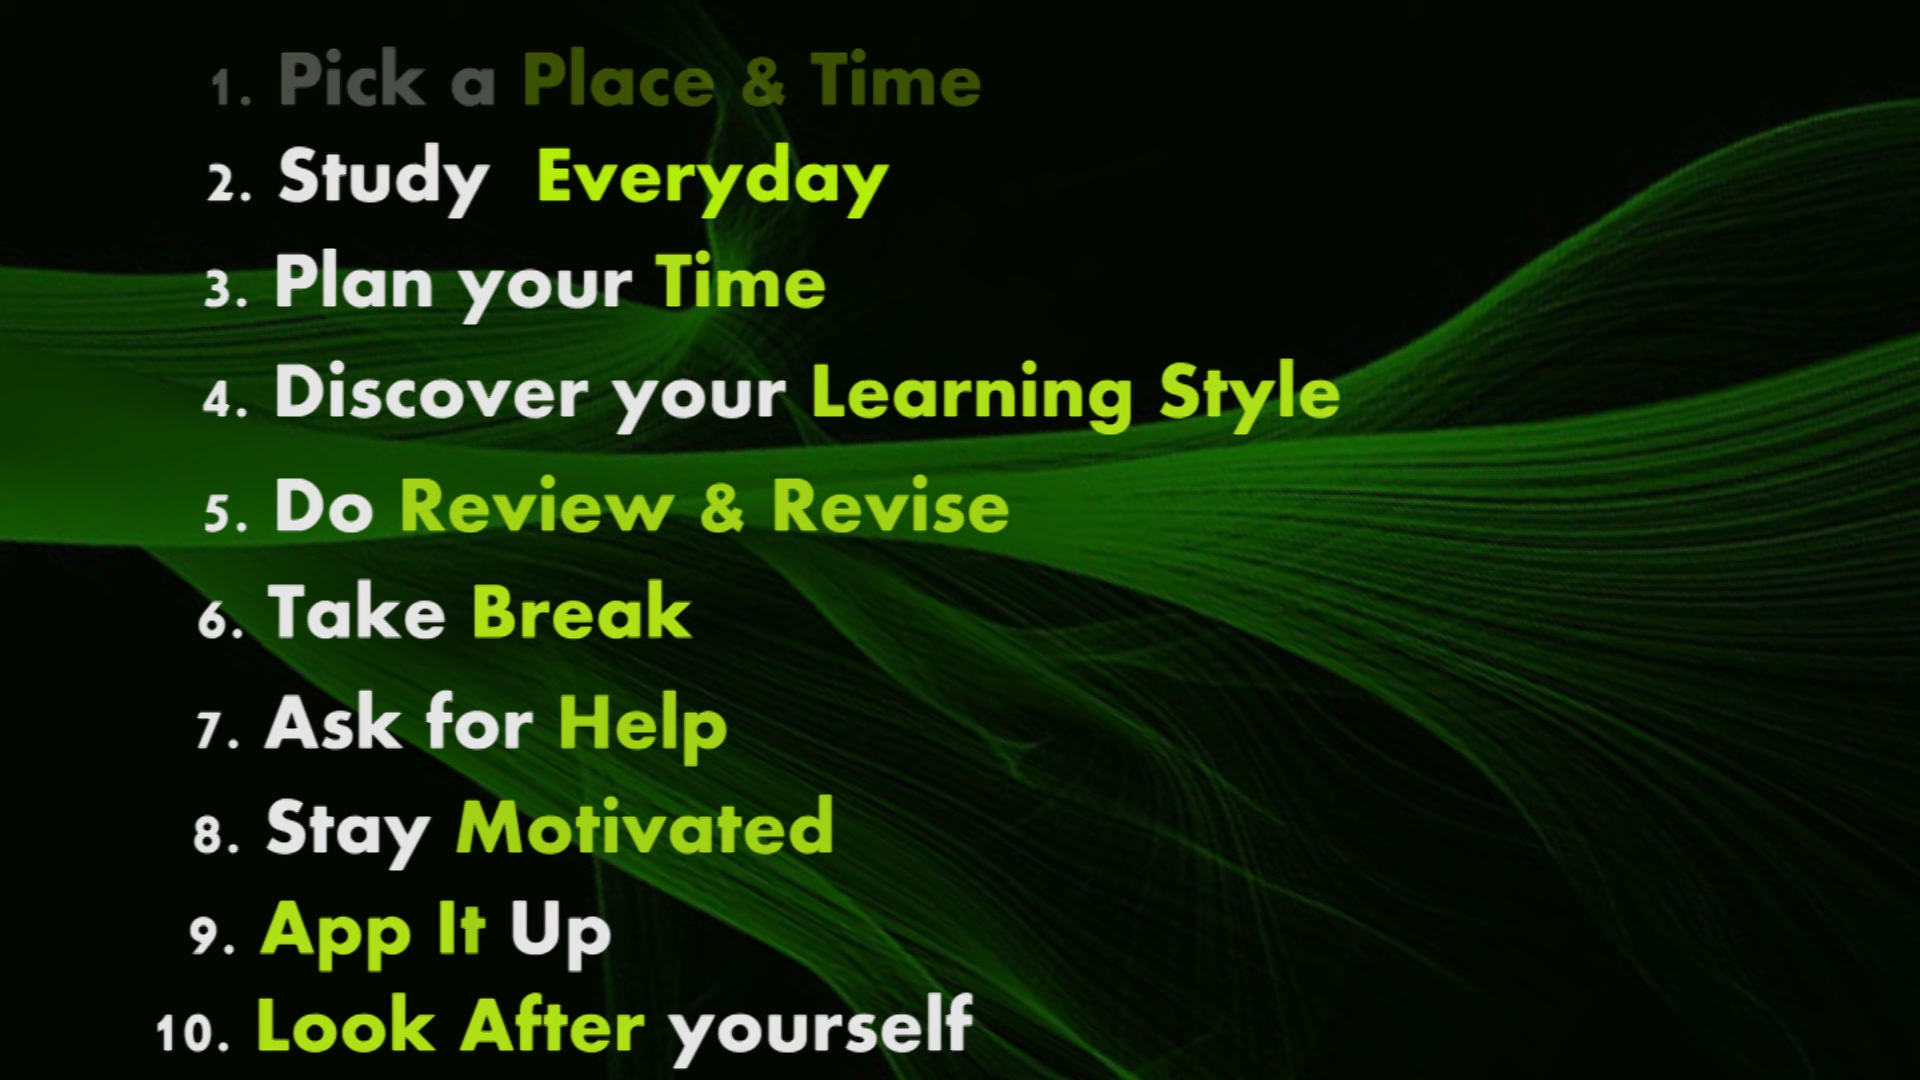 1. Pick a Place & Time
2. Study Everyday
3. Plan your Time
4. Discover your Learning Style
5. Do Review & Revise
6. Take Break
7. Ask for Help
8. Stay Motivated
9. App It Up
10. Look After yourself